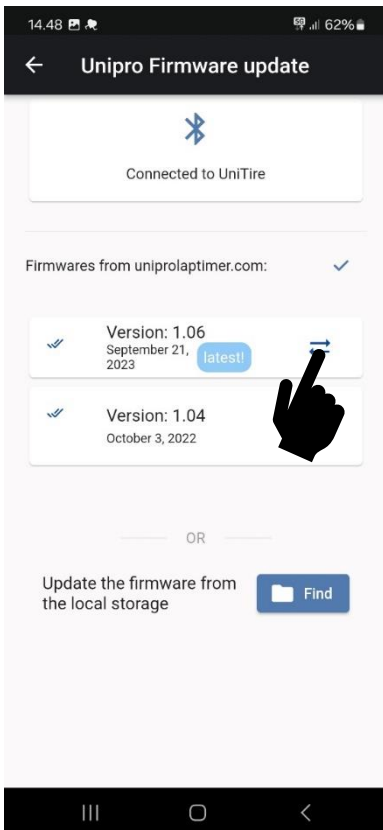 14.48 62%
Unipro Firmware update
Connected to UniTire
Firmwares from uniprolaptimer.com:
Version: 1.06
September 21,
2023 latest!
Version: 1.04
October 3, 2022
OR
Update the firmware from
the local storage
Find